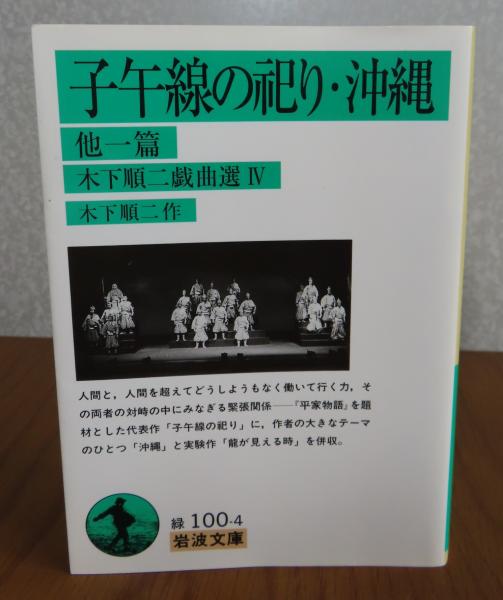 子午線の祀り・沖縄
他一篇
木下順二戯曲選 Ⅳ
木下順二作
人間と，人間を超えてどうしようもなく働いて行く力，そ
の両者の対峙の中にみなぎる緊張関係──『平家物語』を題
材とした代表作「子午線の祀り」に，作者の大きなテーマ
のひとつ「沖縄」と実験作「龍が見える時」を併収。
緑 100-4
岩波文庫